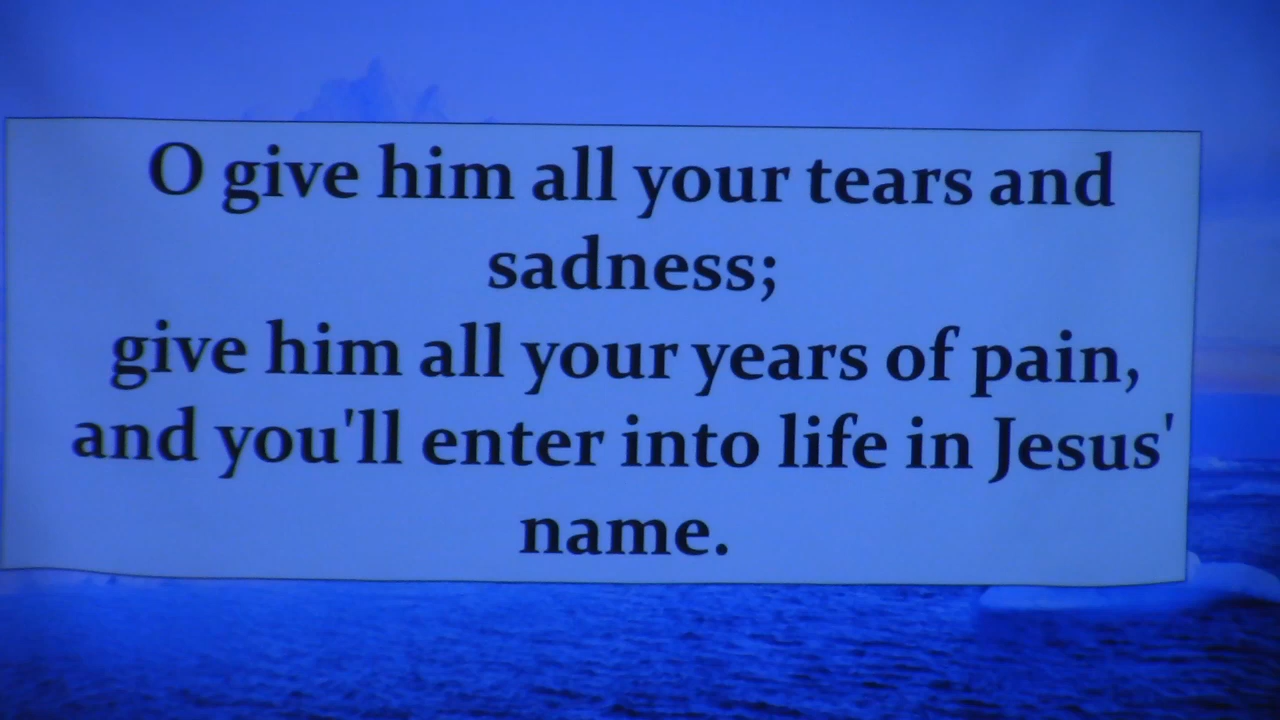 O give him all your tears and
sadness;
give him all your years of pain,
and you'll enter into life in Jesus'
name.